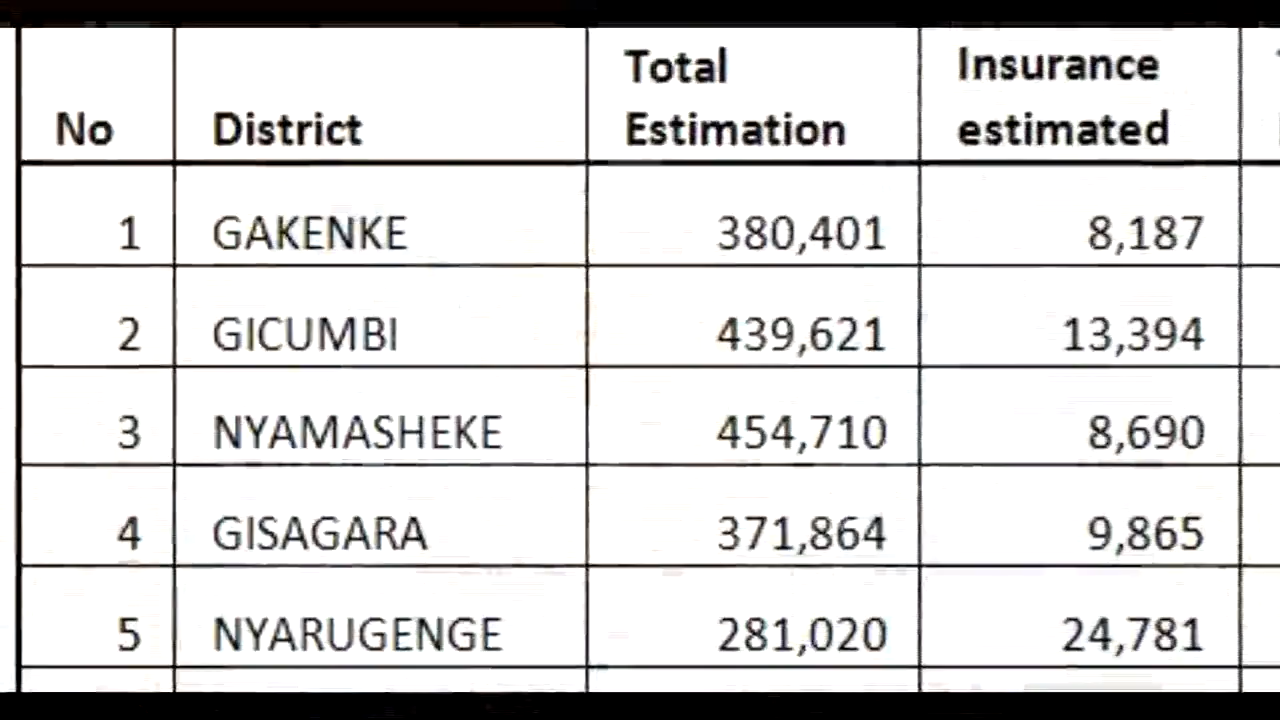 No District Total Estimation Insurance estimated
1 GAKENKE 380,401 8,187
2 GICUMBI 439,621 13,394
3 NYAMASHEKE 454,710 8,690
4 GISAGARA 371,864 9,865
5 NYARUGENGE 281,020 24,781